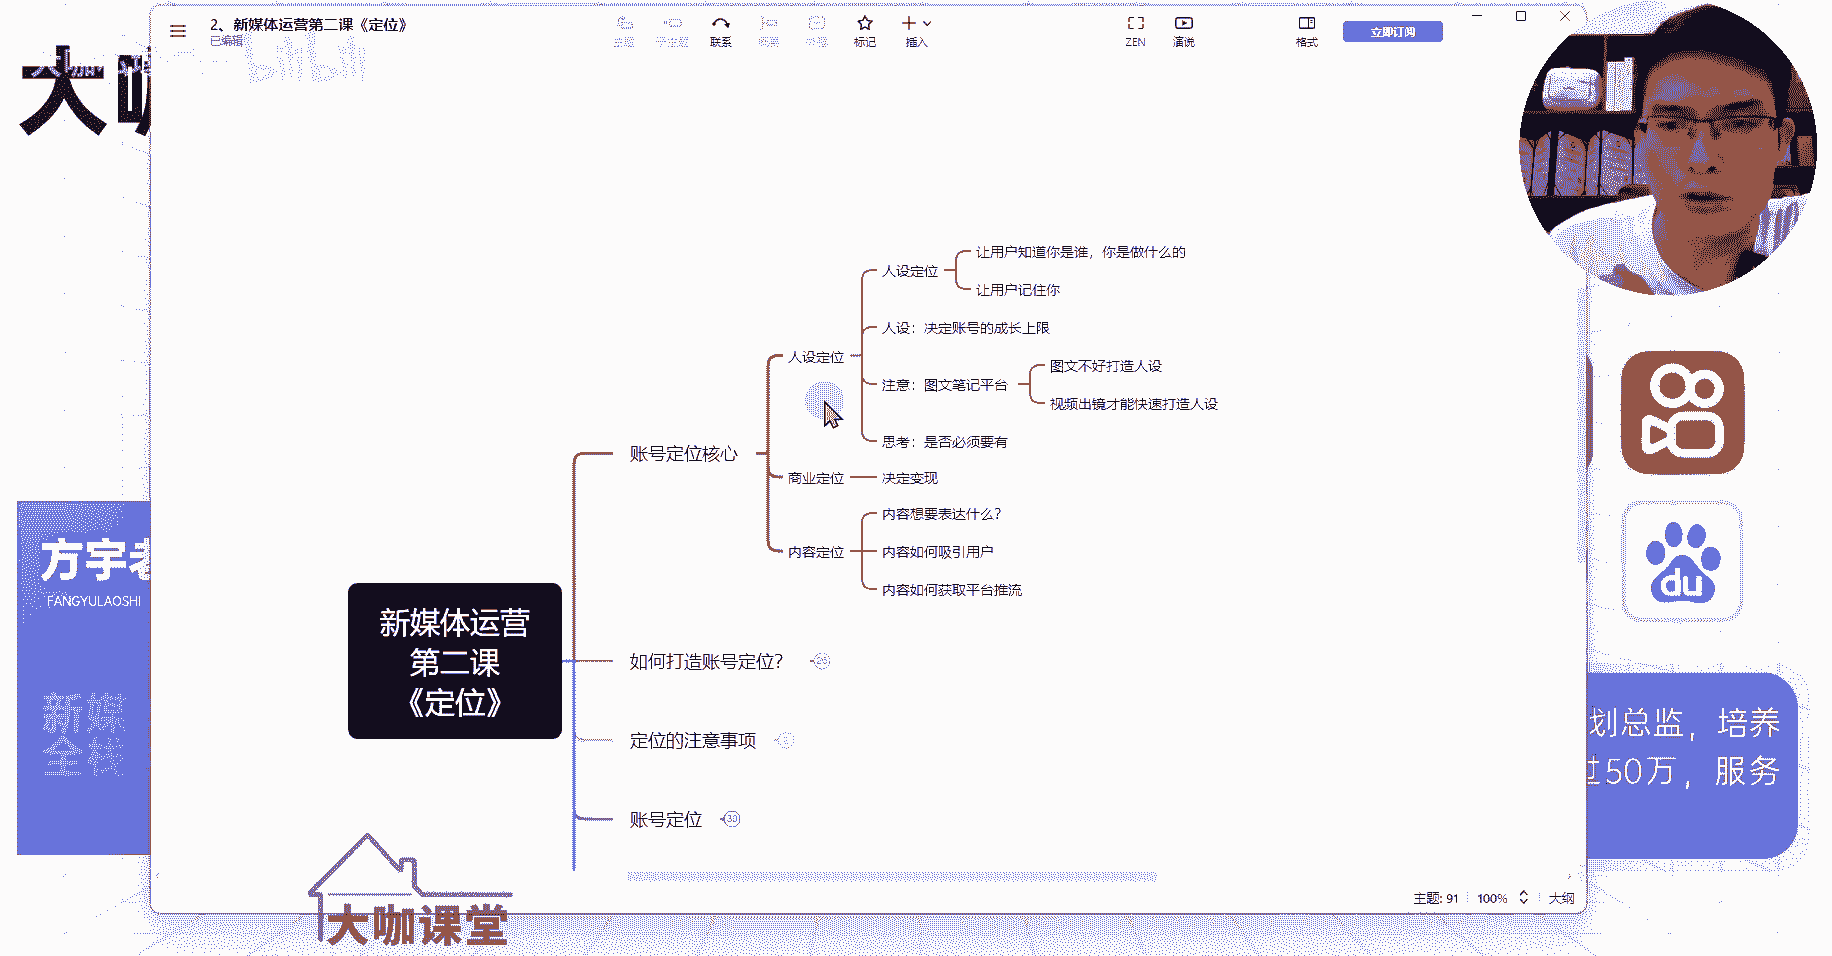 2、新媒体运营第二课《定位》
已编辑
主题
子主题
联系
概要
外框
标记
插入
ZEN
演说
格式
立即订阅
bilibili
大咖
让用户知道你是谁，你是做什么的
人设定位
让用户记住你
人设：决定账号的成长上限
人设定位
图文不好打造人设
注意：图文笔记平台
视频出镜才能快速打造人设
思考：是否必须要有
账号定位核心
商业定位
决定变现
内容想要表达什么？
内容定位
内容如何吸引用户
内容如何获取平台推流
新媒体运营
第二课
《定位》
如何打造账号定位？
定位的注意事项
账号定位
30
方宇老
FANGYULAOSHI
新媒
全栈
du
划总监，培养
过50万，服务
大咖课堂
主题: 91
100%
大纲